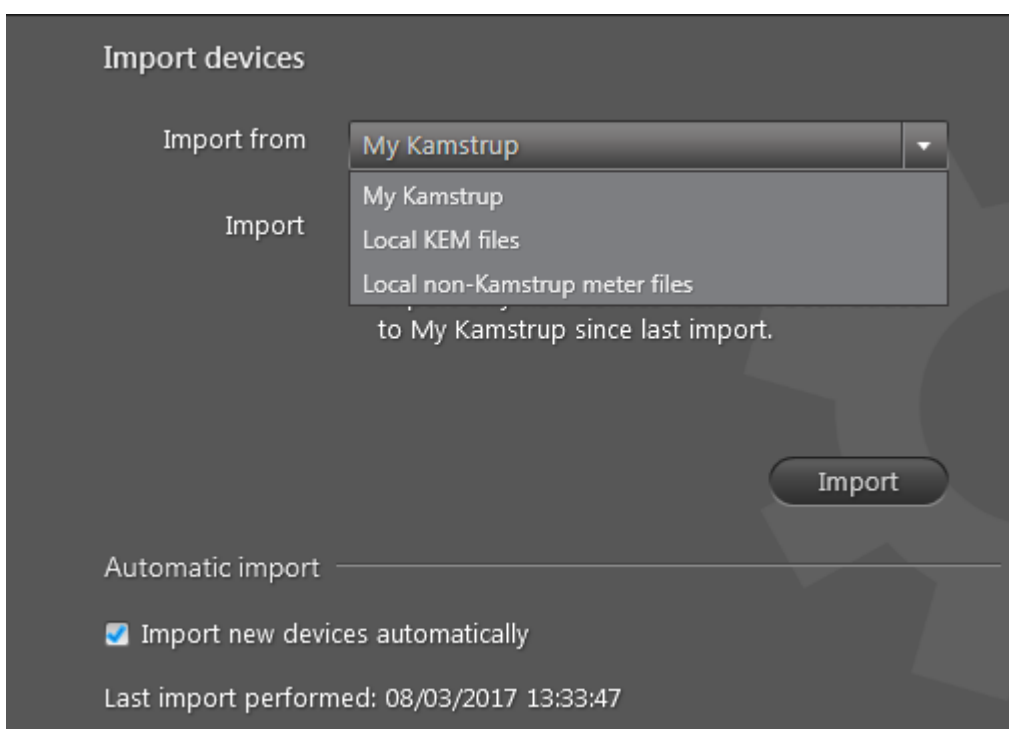 Import devices
Import from
My Kamstrup
My Kamstrup
Import
Local KEM files
Local non-Kamstrup meter files
to My Kamstrup since last import.
Import
Automatic import
Import new devices automatically
Last import performed: 08/03/2017 13:33:47